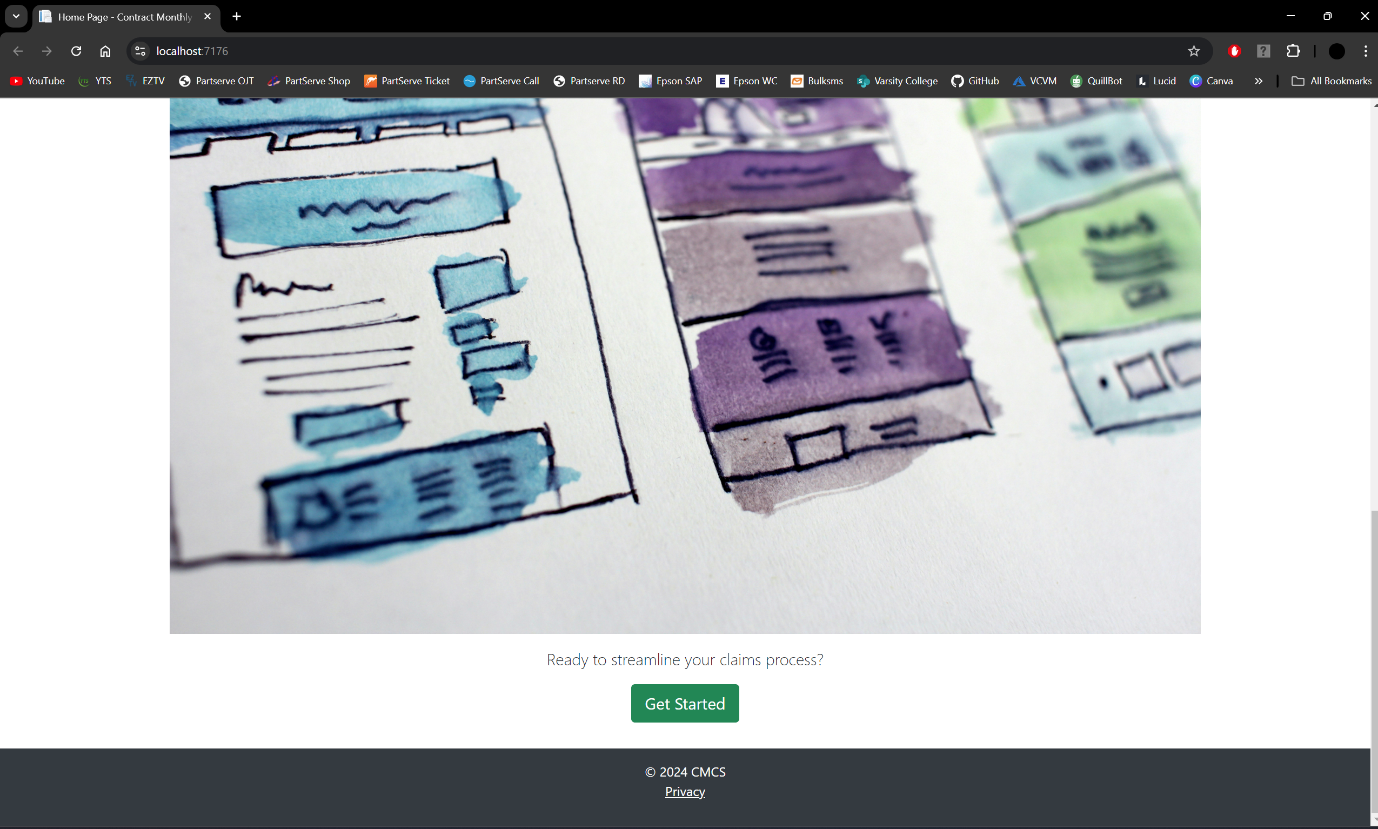 Home Page - Contract Monthly
localhost:7176
YouTube YTS EZTV Partserve OJT PartServe Shop PartServe Ticket PartServe Call Partserve RD Epson SAP Epson WC Bulksms Varsity College GitHub VCVM QuillBot Lucid Canva » All Bookmarks
Ready to streamline your claims process?
Get Started
© 2024 CMCS
Privacy